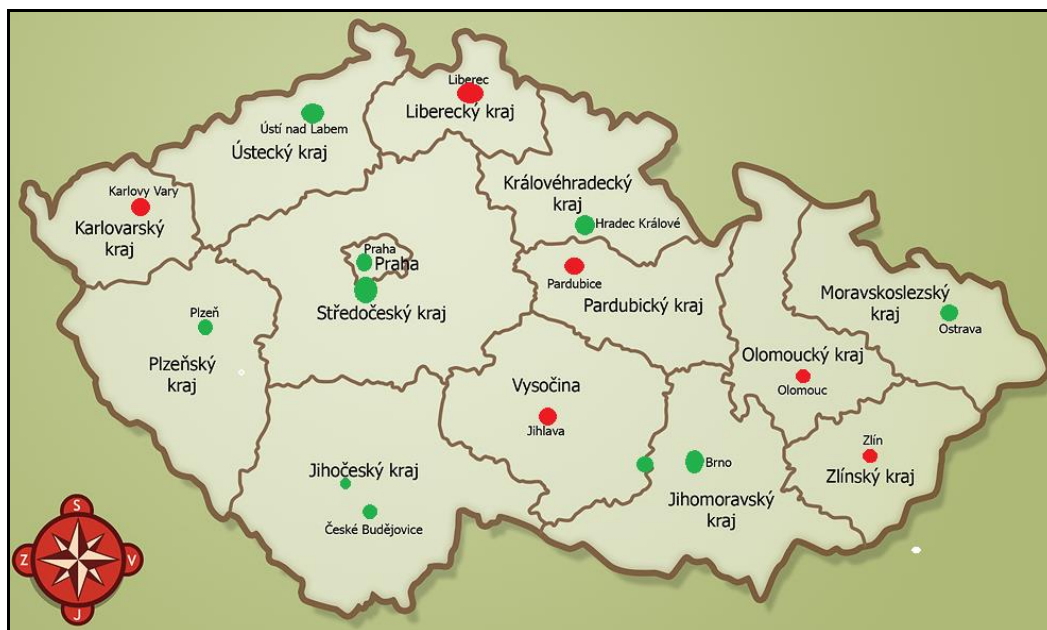 Liberec
Liberecký kraj
Ústí nad Labem
Ústecký kraj
Karlovy Vary
Karlovarský
kraj
Královéhradecký
kraj
Hradec Králové
Praha
Praha
Středočeský kraj
Pardubice
Pardubický kraj
Moravskoslezský
kraj
Ostrava
Plzeň
Plzeňský
kraj
Olomoucký kraj
Olomouc
Vysočina
Jihlava
Zlín
Zlínský kraj
Brno
Jihomoravský
kraj
Jihočeský kraj
České Budějovice
S
Z
V
J